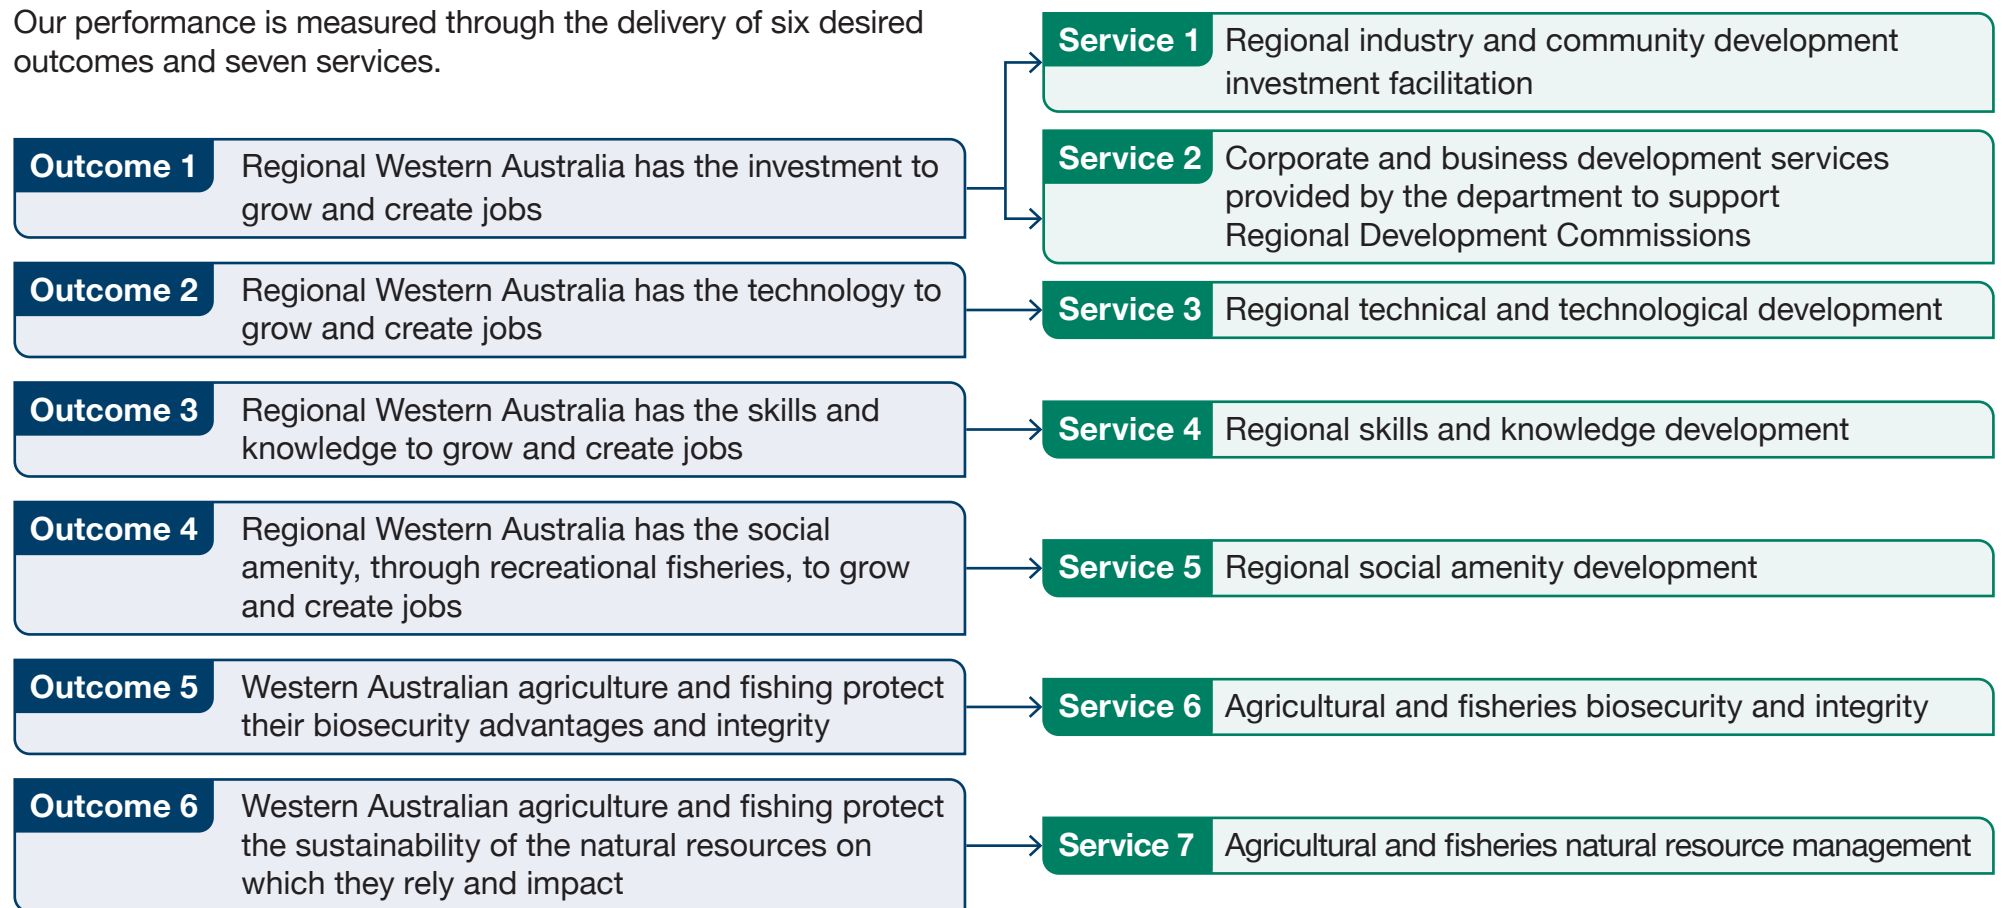 Our performance is measured through the delivery of six desired
outcomes and seven services.
Outcome 1 Regional Western Australia has the investment to
grow and create jobs
Service 1 Regional industry and community development
investment facilitation
Service 2 Corporate and business development services
provided by the department to support
Regional Development Commissions
Outcome 2 Regional Western Australia has the technology to
grow and create jobs
Service 3 Regional technical and technological development
Outcome 3 Regional Western Australia has the skills and
knowledge to grow and create jobs
Service 4 Regional skills and knowledge development
Outcome 4 Regional Western Australia has the social
amenity, through recreational fisheries, to grow
and create jobs
Service 5 Regional social amenity development
Outcome 5 Western Australian agriculture and fishing protect
their biosecurity advantages and integrity
Service 6 Agricultural and fisheries biosecurity and integrity
Outcome 6 Western Australian agriculture and fishing protect
the sustainability of the natural resources on
which they rely and impact
Service 7 Agricultural and fisheries natural resource management